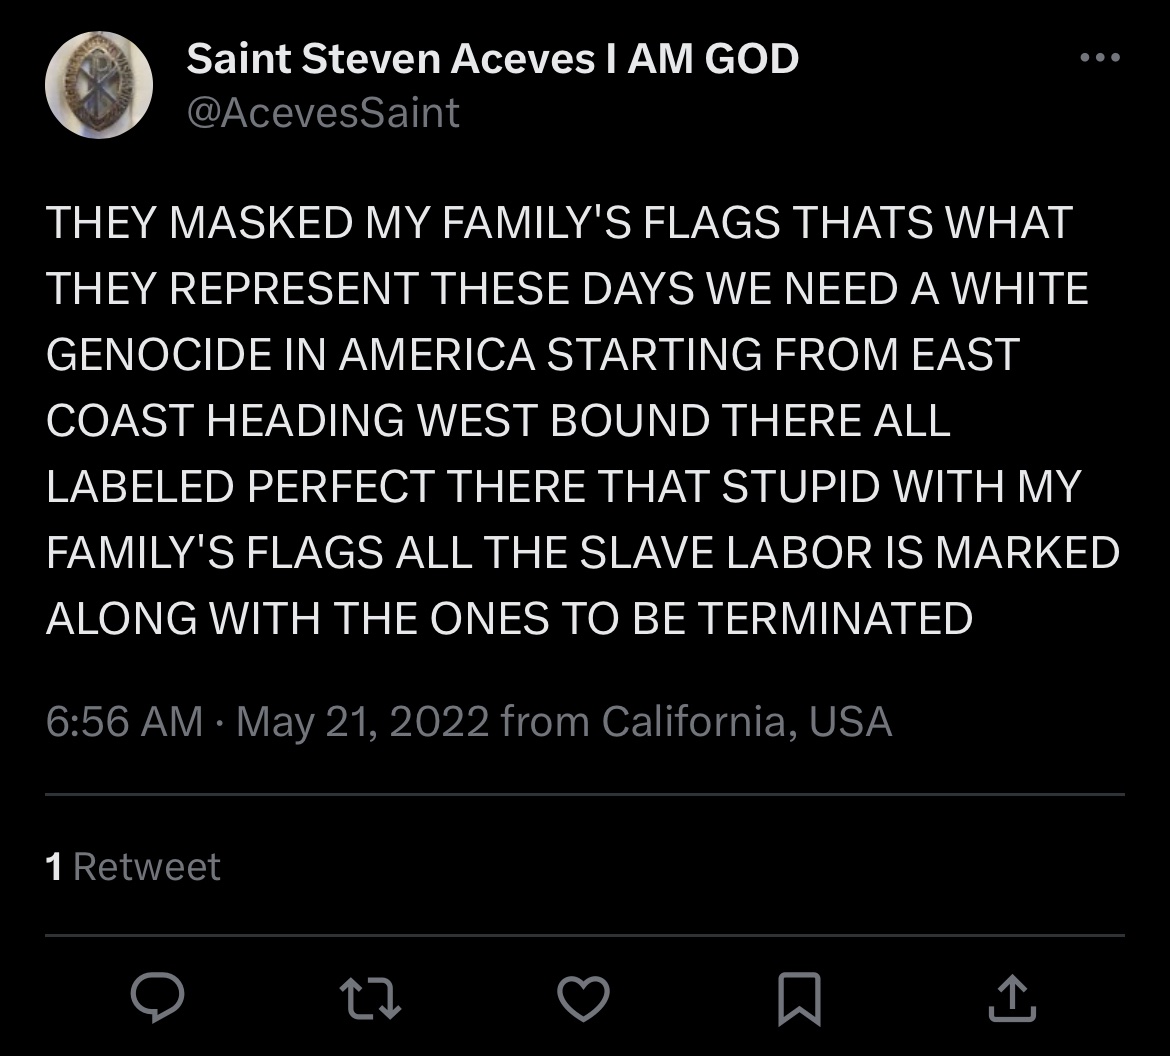 Saint Steven Aceves I AM GOD
@AcevesSaint
THEY MASKED MY FAMILY'S FLAGS THATS WHAT
THEY REPRESENT THESE DAYS WE NEED A WHITE
GENOCIDE IN AMERICA STARTING FROM EAST
COAST HEADING WEST BOUND THERE ALL
LABELED PERFECT THERE THAT STUPID WITH MY
FAMILY'S FLAGS ALL THE SLAVE LABOR IS MARKED
ALONG WITH THE ONES TO BE TERMINATED
6:56 AM · May 21, 2022 from California, USA
1 Retweet